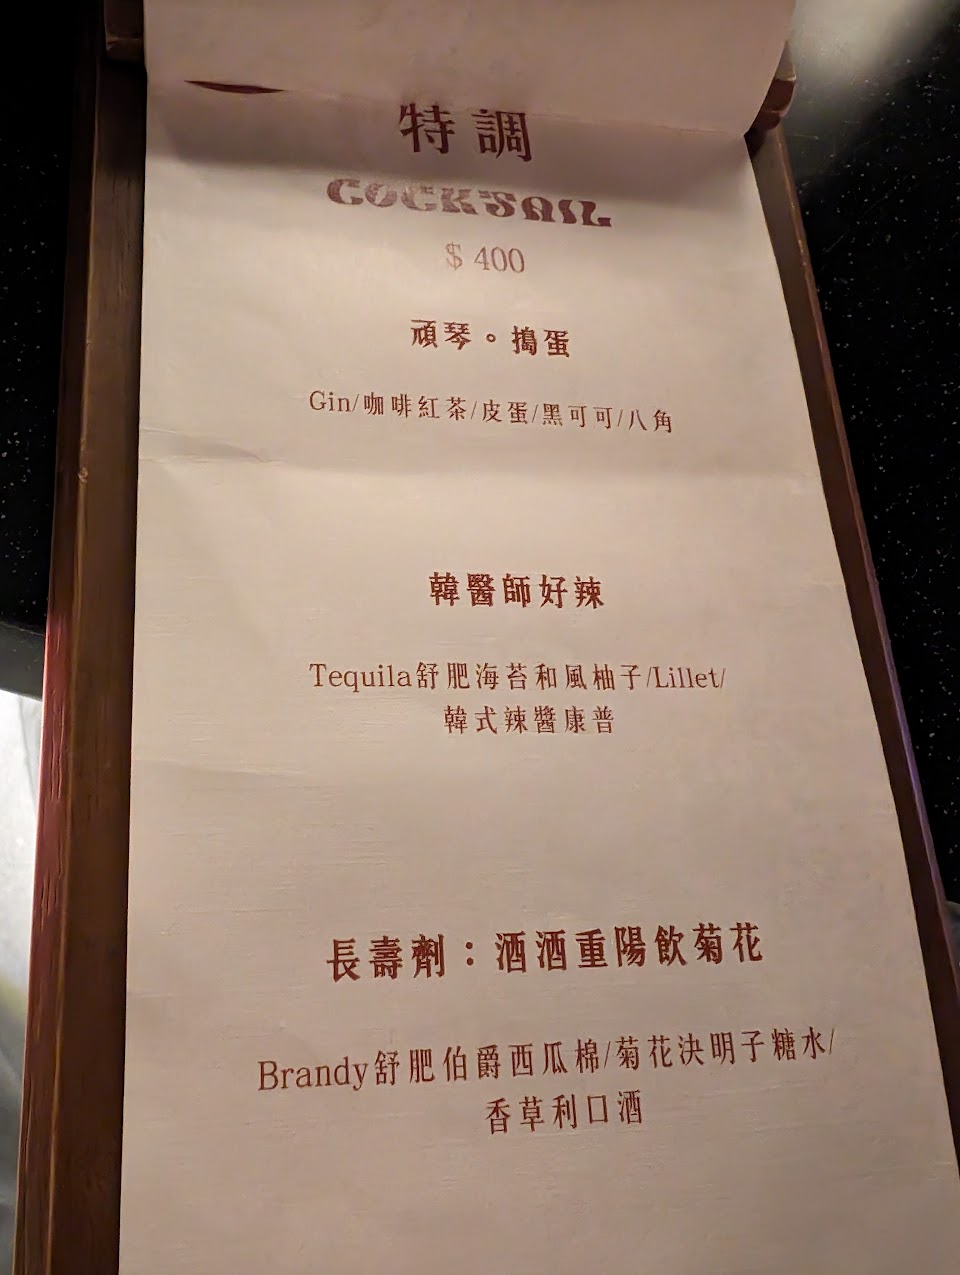 特調
COCKTAIL
$ 400
頑琴。搗蛋
Gin/咖啡紅茶/皮蛋/黑可可/八角
韓醫師好辣
Tequila舒肥海苔和風柚子/Lillet/
韓式辣醬康普
長壽劑：酒酒重陽飲菊花
Brandy舒肥伯爵西瓜棉/菊花決明子糖水/
香草利口酒